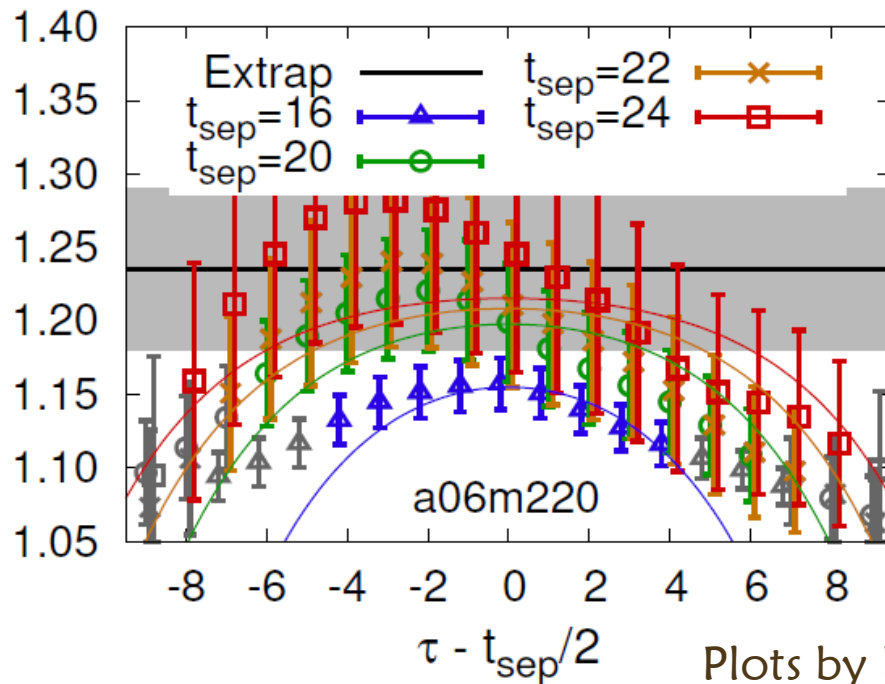 1.40
1.35
1.30
1.25
1.20
1.15
1.10
1.05
Extrap
t_sep=16
t_sep=20
t_sep=22
t_sep=24
a06m220
-8 -6 -4 -2 0 2 4 6 8
τ - t_sep/2
Plots by